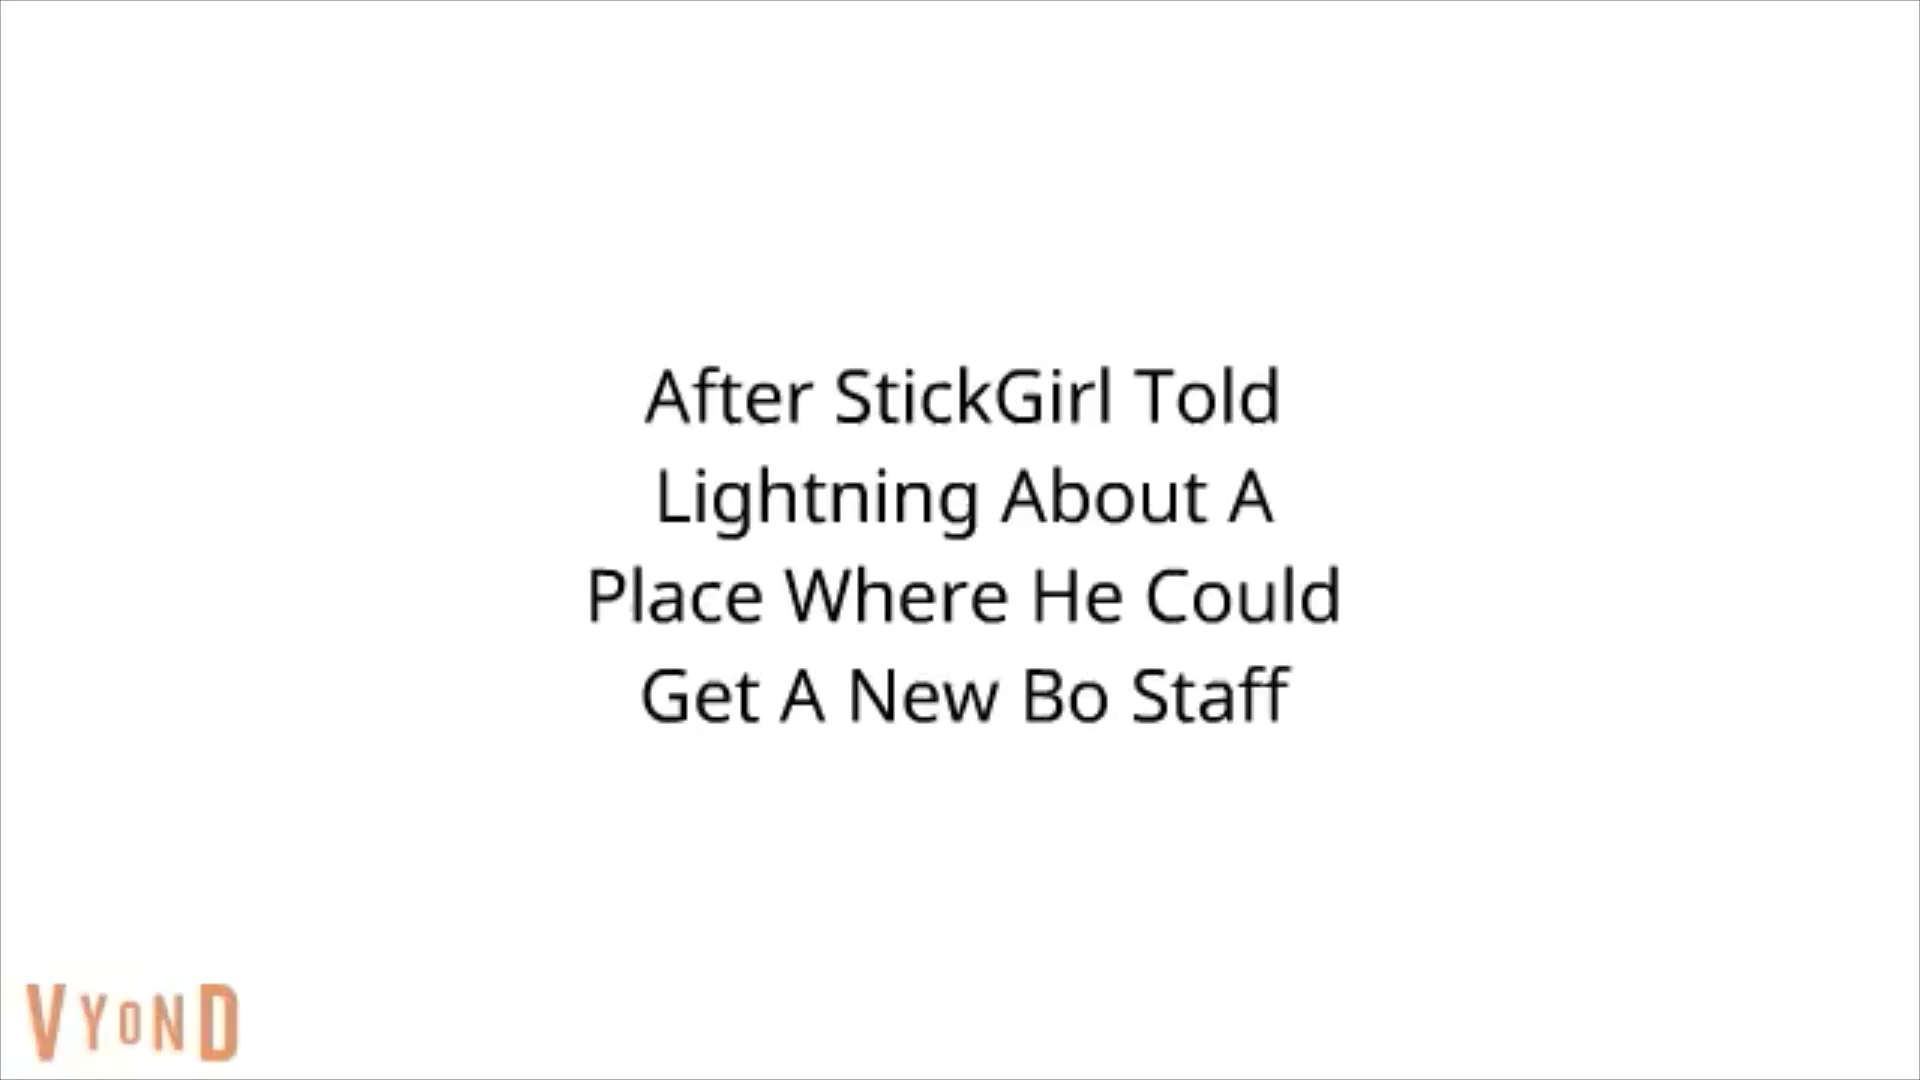 After StickGirl Told
Lightning About A
Place Where He Could
Get A New Bo Staff
VYOND